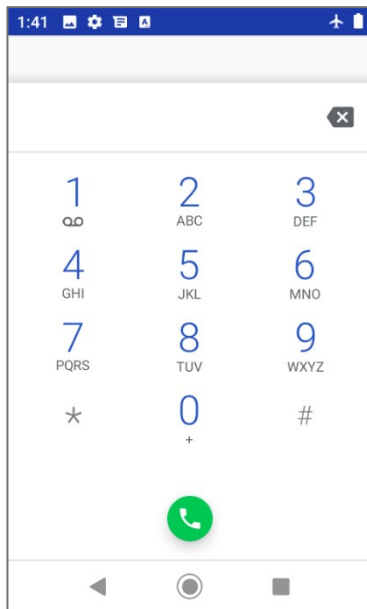 1:41 A
1 2 3
ABC DEF
4 5 6
GHI JKL MNO
7 8 9
PQRS TUV WXYZ
* 0 #
+